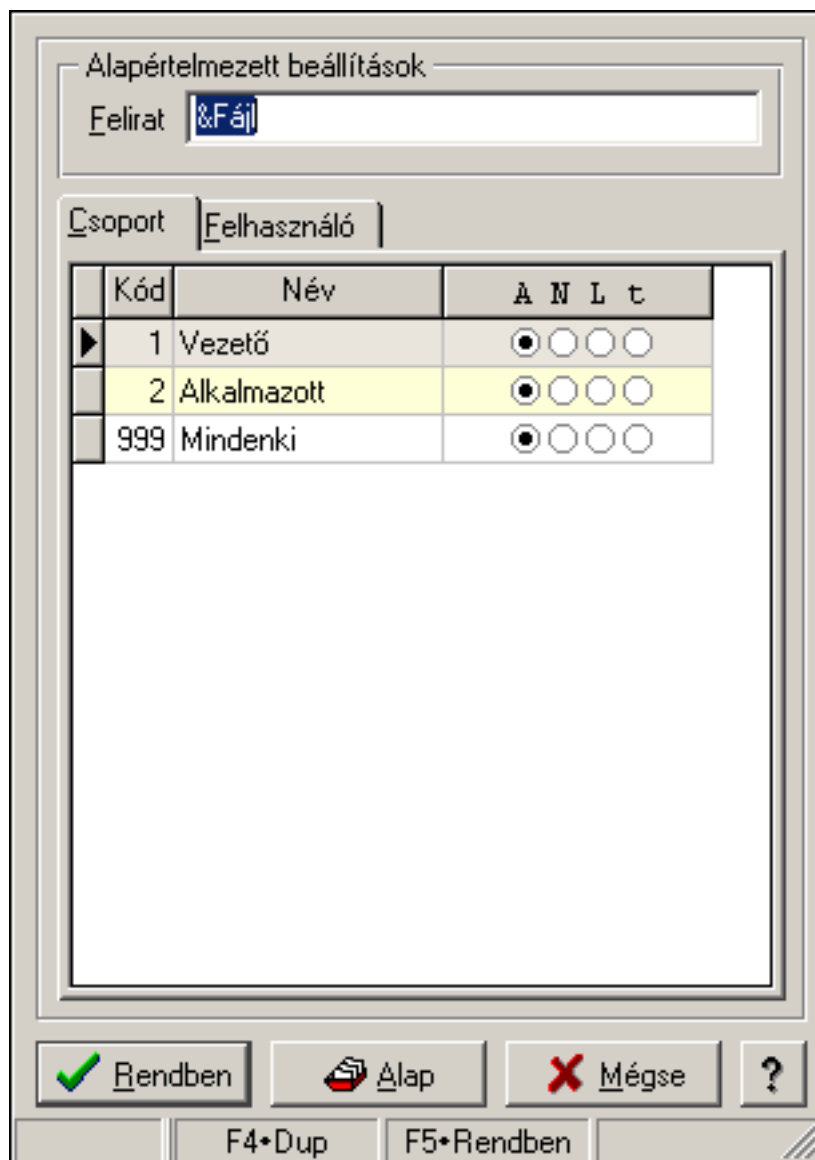 Alapértelmezett beállítások
Felirat &Fájl
Csoport Felhasználó
Kód Név A N L t
1 Vezető
2 Alkalmazott
999 Mindenki
Rendben Alap Mégse ?
F4•Dup F5•Rendben